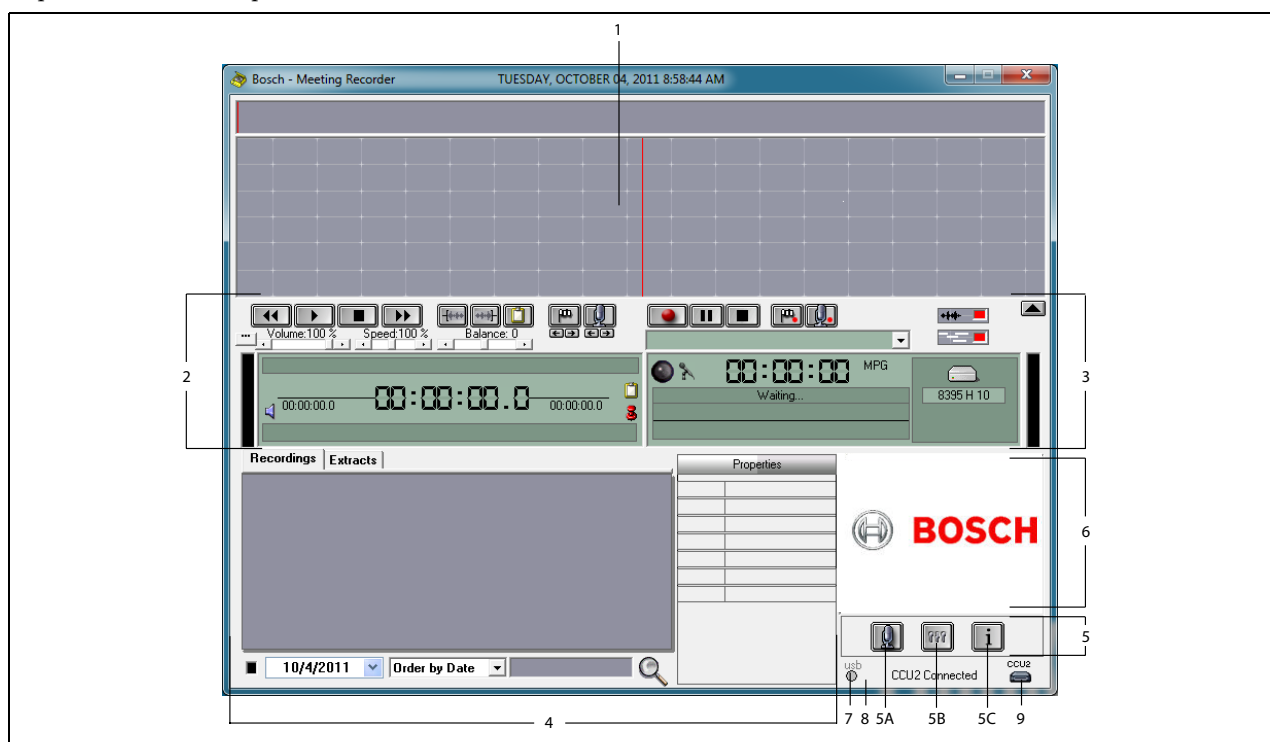 1
Bosch - Meeting Recorder
TUESDAY, OCTOBER 04, 2011 8:58:44 AM
2
3
...
Volume:100 %
Speed:100 %
Balance: 0
00:00:00.0
00:00:00.0
00:00:00.0
00:00:00
MPG
Waiting...
8395 H 10
Recordings
Extracts
Properties
BOSCH
6
5
???
i
10/4/2011
Order by Date
usb
CCU2 Connected
CCU2
4
7
8
5A
5B
5C
9